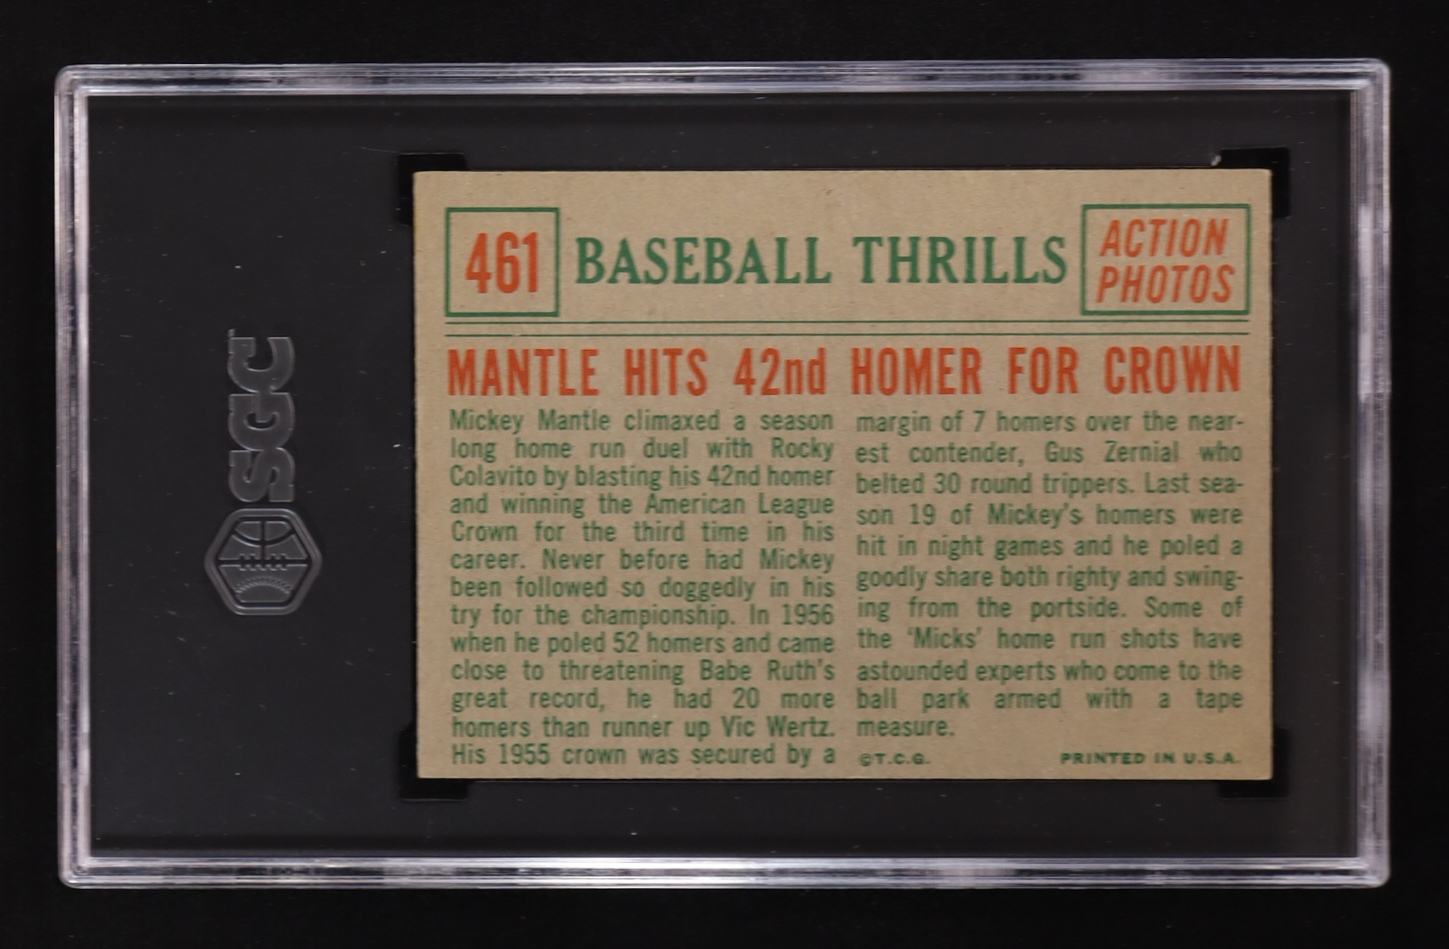 SGC
461
BASEBALL THRILLS
ACTION
PHOTOS
MANTLE HITS 42nd HOMER FOR CROWN
Mickey Mantle climaxed a season
long home run duel with Rocky
Colavito by blasting his 42nd homer
and winning the American League
Crown for the third time in his
career. Never before had Mickey
been followed so doggedly in his
try for the championship. In 1956
when he poled 52 homers and came
close to threatening Babe Ruth's
great record, he had 20 more
homers than runner up Vic Wertz.
His 1955 crown was secured by a
margin of 7 homers over the near-
est contender, Gus Zernial who
belted 30 round trippers. Last sea-
son 19 of Mickey's homers were
hit in night games and he poled a
goodly share both righty and swing-
ing from the portside. Some of
the 'Micks' home run shots have
astounded experts who come to the
ball park armed with a tape
measure.
©T.C.G.
PRINTED IN U.S.A.